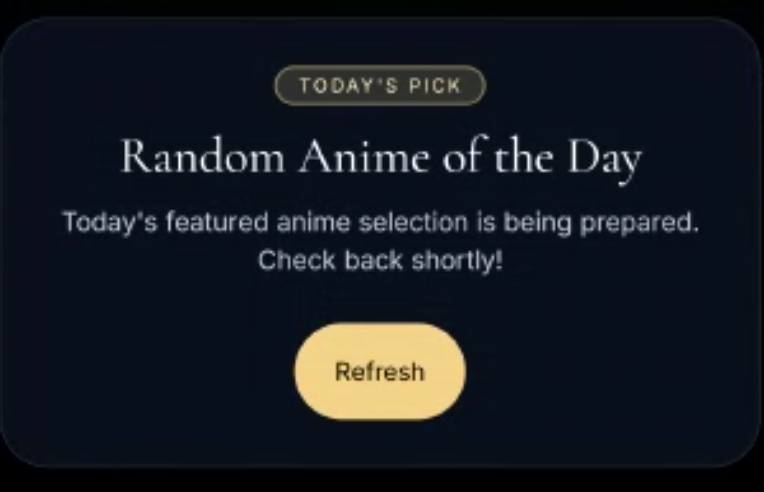 TODAY'S PICK
Random Anime of the Day
Today's featured anime selection is being prepared.
Check back shortly!
Refresh